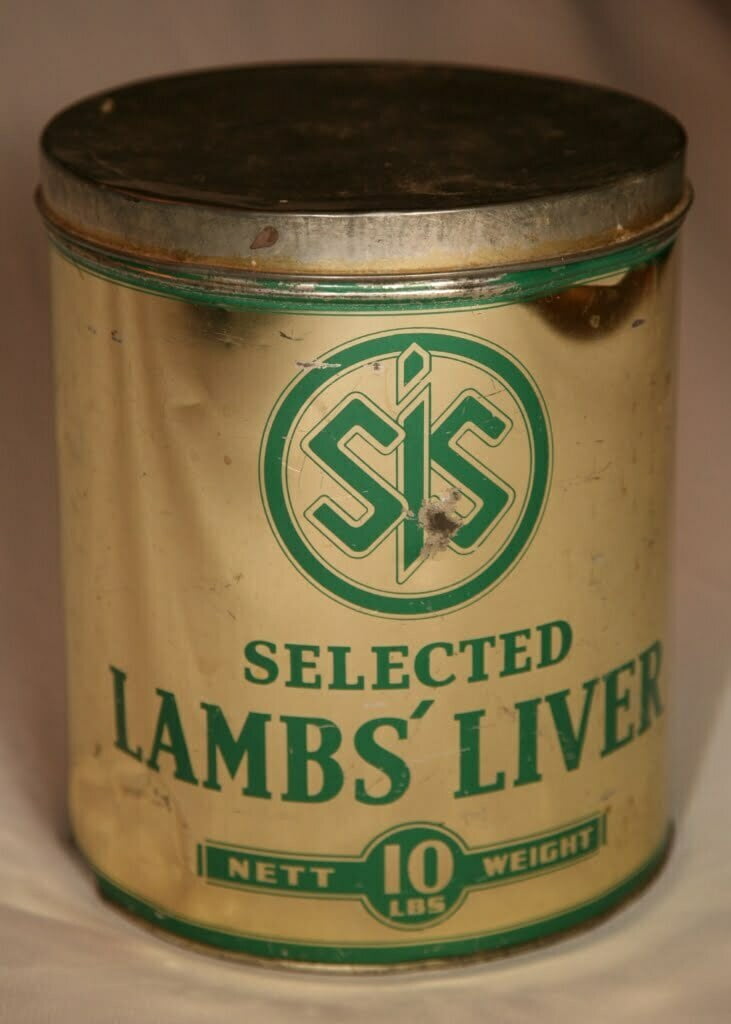 SiS
SELECTED
LAMBS' LIVER
NETT 10 WEIGHT
LBS